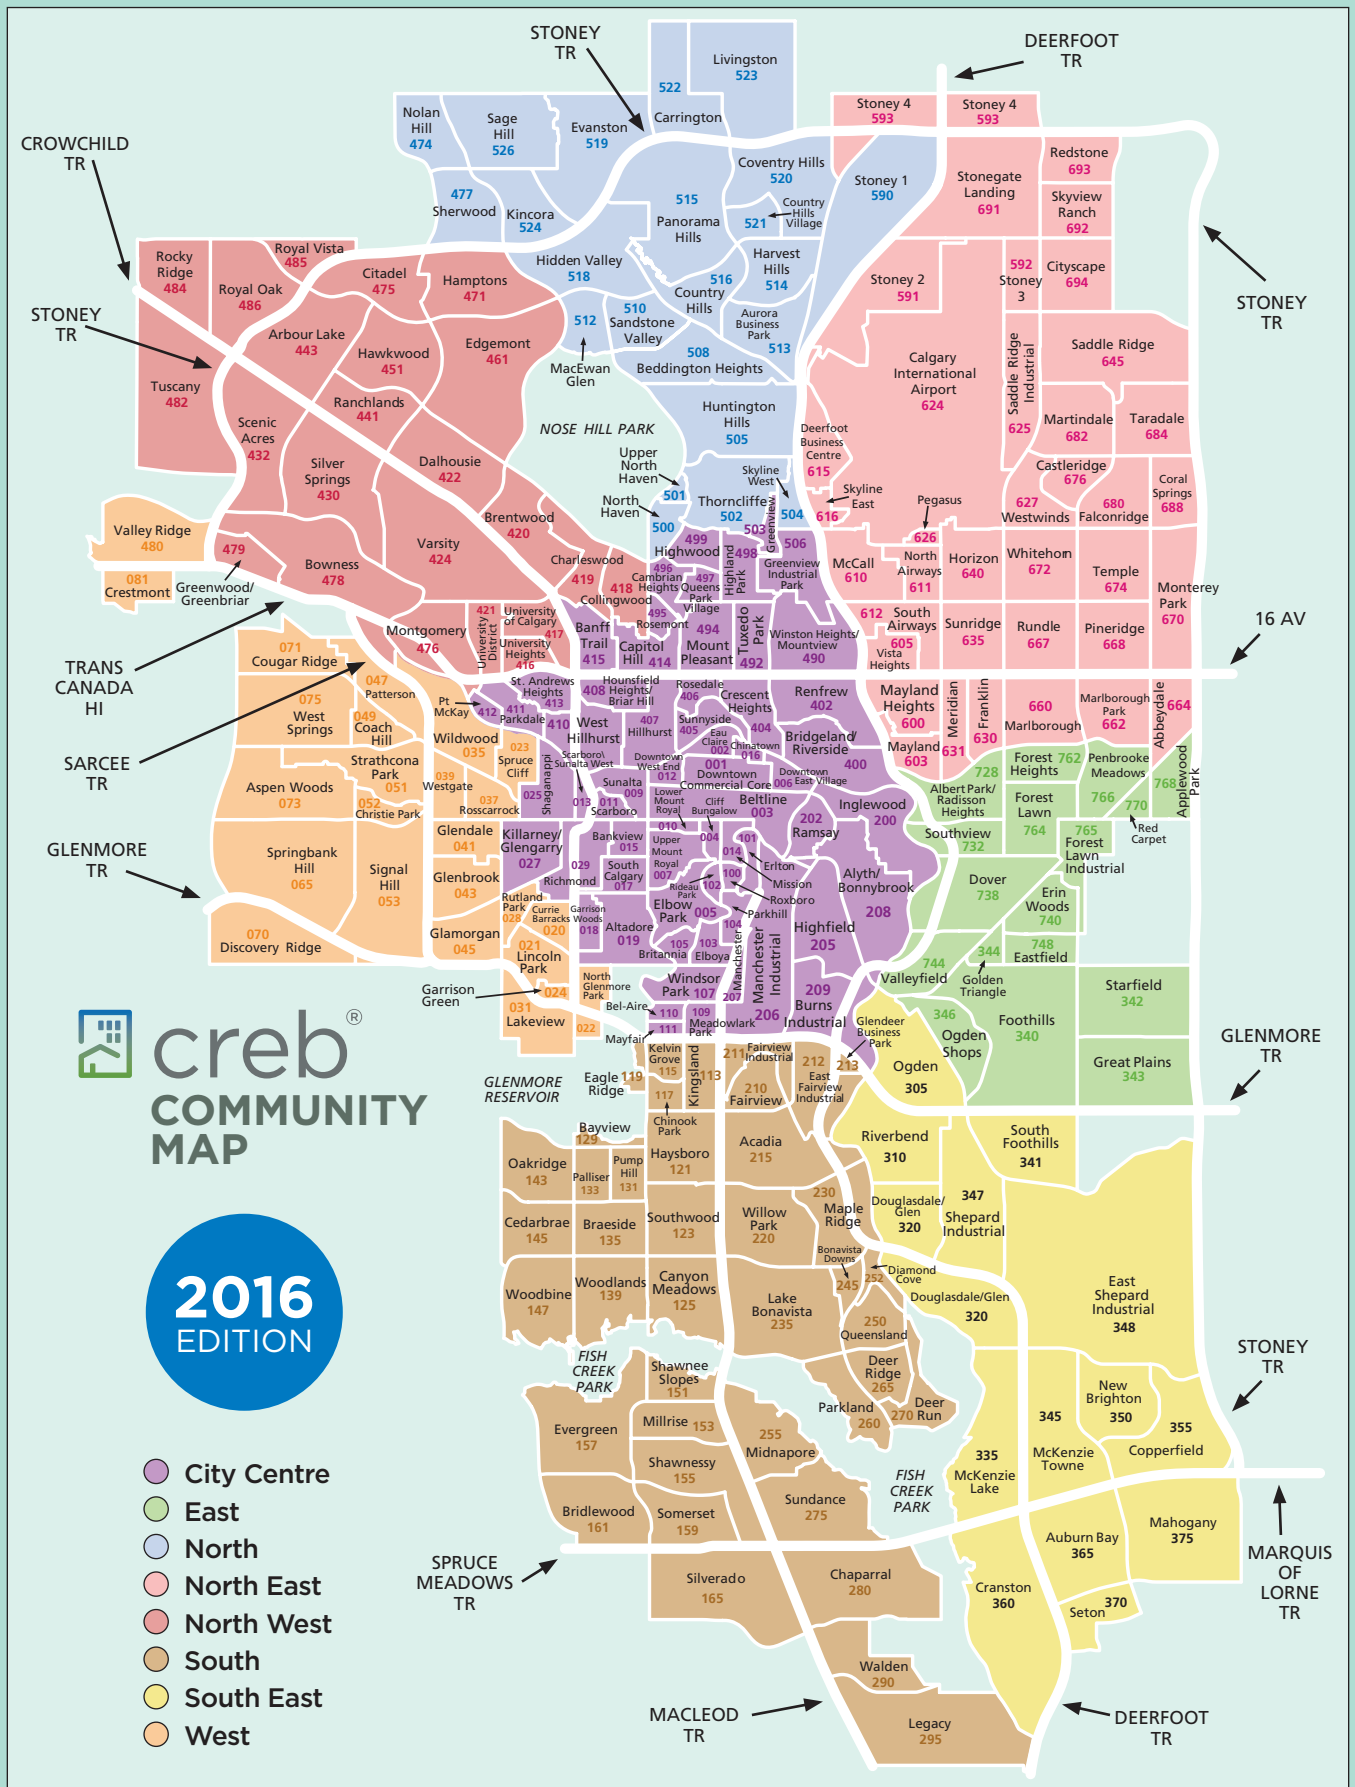 STONEY
TR
DEERFOOT
TR
Livingston
523
522
Carrington
Nolan
Hill
474
Sage
Hill
526
Evanston
519
Stoney 4
593
Stoney 4
593
CROWCHILD
TR
Coventry Hills
520
Stoney 1
590
Redstone
693
Stonegate
Landing
691
Skyview
Ranch
692
477
Sherwood
Kincora
524
515
Panorama
Hills
521
Country
Hills
Village
Rocky
Ridge
484
Royal Vista
485
Royal Oak
486
Citadel
475
Hamptons
471
Hidden Valley
518
516
Country
Hills
Harvest
Hills
514
Stoney 2
591
592
Stoney
3
Cityscape
694
STONEY
TR
STONEY
TR
Arbour Lake
443
Hawkwood
451
Edgemont
461
512
MacEwan
Glen
510
Sandstone
Valley
Aurora
Business
Park
513
508
Beddington Heights
Calgary
International
Airport
624
Saddle Ridge
Industrial
625
Saddle Ridge
645
Tuscany
482
Ranchlands
441
Scenic
Acres
432
NOSE HILL PARK
Huntington
Hills
505
Deerfoot
Business
Centre
615
Martindale
682
Taradale
684
Silver
Springs
430
Dalhousie
422
Upper
North
Haven
501
Skyline
West
504
Castleridge
676
Coral
Springs
688
North
Haven
500
Thorncliffe
502
Greenview
503
Skyline
East
616
Pegasus
626
627
Westwinds
680
Falconridge
Valley Ridge
480
Brentwood
420
Varsity
424
499
Highwood
498
Highland
Park
506
Greenview
Industrial
Park
479
Greenwood/
Greenbriar
Bowness
478
Charleswood
419
418
Collingwood
496
Cambrian
Heights
497
Queens
Park
Village
McCall
610
North
Airways
611
Horizon
640
Whitehorn
672
Temple
674
Monterey
Park
670
081
Crestmont
Montgomery
476
421
University
District
University
of Calgary
417
University
Heights
416
Banff
Trail
415
Capitol
Hill 414
495
Rosemont
494
Mount
Pleasant
Tuxedo
Park
492
Winston Heights/
Mountview
490
612 South
Airways
605
Vista
Heights
Sunridge
635
Rundle
667
Pineridge
668
16 AV
TRANS
CANADA
HI
071
Cougar Ridge
047
Patterson
075
West
Springs
049
Coach
Hill
Pt
McKay
412
411
Parkdale
St. Andrews
Heights
413
408
Hounsfield
Heights/
Briar Hill
Rosedale
406
Crescent
Heights
404
Renfrew
402
Mayland
Heights
600
Meridian
631
Franklin
630
660
Marlborough
Marlborough
Park
662
Abbeydale
664
SARCEE
TR
Wildwood
035
023
Spruce
Cliff
410
West
Hillhurst
407
Hillhurst
Sunnyside
405
Eau
Claire
002
Chinatown
016
Bridgeland/
Riverside
400
Mayland
603
Forest
Heights
762
Penbrooke
Meadows
766
768
Applewood
Park
Strathcona
Park
051
039
Westgate
Scarboro\
Sunalta West
013
Downtown
West End
012
001
Downtown
Commercial Core
Downtown
East Village
006
728
Albert Park/
Radisson
Heights
Aspen Woods
073
052
Christie Park
037
Rosscarrock
025
Shaganappi
Sunalta
009
011
Scarboro
Lower
Mount
Royal
010
Cliff
Bungalow
004
Beltline
003
Inglewood
200
202
Ramsay
Forest
Lawn
764
770
Red
Carpet
GLENMORE
TR
Glendale
041
Killarney/
Glengarry
027
Bankview
015
Upper
Mount
Royal
007
014
101
Erlton
Mission
Southview
732
765
Forest
Lawn
Industrial
Springbank
Hill
065
Signal
Hill
053
Glenbrook
043
029
Richmond
South
Calgary
017
Rideau
Park
102
100
Roxboro
Alyth/
Bonnybrook
208
Dover
738
Erin
Woods
740
070
Discovery Ridge
Glamorgan
045
Rutland
Park
028
Currie
Barracks
020
Garrison
Woods
018
Altadore
019
Elbow
Park
005
Parkhill
104
Highfield
205
021
Lincoln
Park
105
Britannia
103
Elboya
Manchester
207
Manchester
Industrial
206
744
Valleyfield
344
Golden
Triangle
748
Eastfield
Garrison
Green
024
031
Lakeview
North
Glenmore
Park
022
Windsor
Park 107
209
Burns
Industrial
Starfield
342
Bel-Aire
110
Mayfair
111
109
Meadowlark
Park
Glendeer
Business
Park
213
346
Ogden
Shops
Foothills
340
creb®
COMMUNITY
MAP
GLENMORE
RESERVOIR
Eagle
Ridge
119
Kelvin
Grove
115
Kingsland
113
211
Fairview
Industrial
210
Fairview
212
East
Fairview
Industrial
Ogden
305
Great Plains
343
GLENMORE
TR
117
Chinook
Park
Bayview
129
Oakridge
143
Palliser
133
Pump
Hill
131
Haysboro
121
Acadia
215
Riverbend
310
South
Foothills
341
Cedarbrae
145
Braeside
135
Southwood
123
Willow
Park
220
230
Maple
Ridge
Douglasdale/
Glen
320
347
Shepard
Industrial
2016
EDITION
Woodbine
147
Woodlands
139
Canyon
Meadows
125
Lake
Bonavista
235
Bonavista
Downs
245
252
Diamond
Cove
Douglasdale/Glen
320
East
Shepard
Industrial
348
250
Queensland
FISH
CREEK
PARK
Shawnee
Slopes
151
Deer
Ridge
265
STONEY
TR
Evergreen
157
Millrise 153
255
Midnapore
Parkland
260
270
Deer
Run
New
Brighton
350
345
McKenzie
Towne
355
Copperfield
Shawnessy
155
335
McKenzie
Lake
FISH
CREEK
PARK
City Centre
East
North
North East
North West
South
South East
West
Bridlewood
161
Somerset
159
Sundance
275
Auburn Bay
365
Mahogany
375
MARQUIS
OF
LORNE
TR
SPRUCE
MEADOWS
TR
Silverado
165
Chaparral
280
Cranston
360
370
Seton
Walden
290
MACLEOD
TR
Legacy
295
DEERFOOT
TR